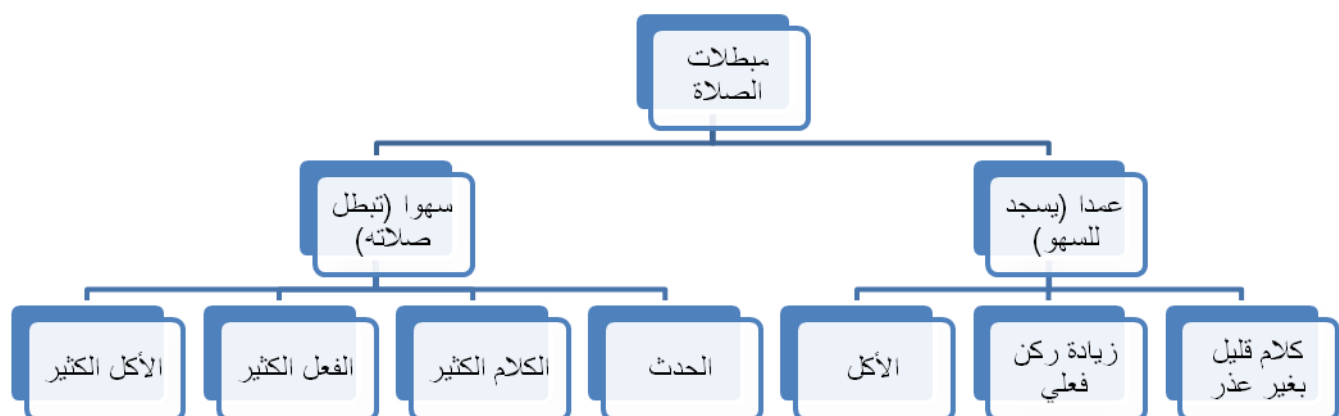 مبطلات
الصلاة
عمدا (يسجد
للسهو)
سهوا (تبطل
صلاته)
كلام قليل
بغير عذر
زيادة ركن
فعلي
الأكل
الحدث
الكلام الكثير
الفعل الكثير
الأكل الكثير